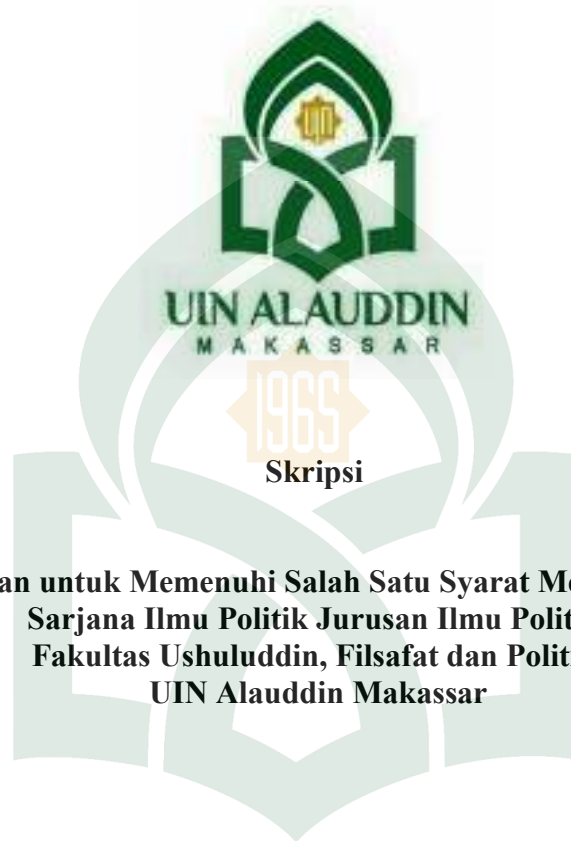 UIN ALAUDDIN
MAKASSAR
1965
Skripsi
untuk Memenuhi Salah Satu Syarat
Sarjana Ilmu Politik Jurusan Ilmu
Fakultas Ushuluddin, Filsafat dan
UIN Alauddin Makassar